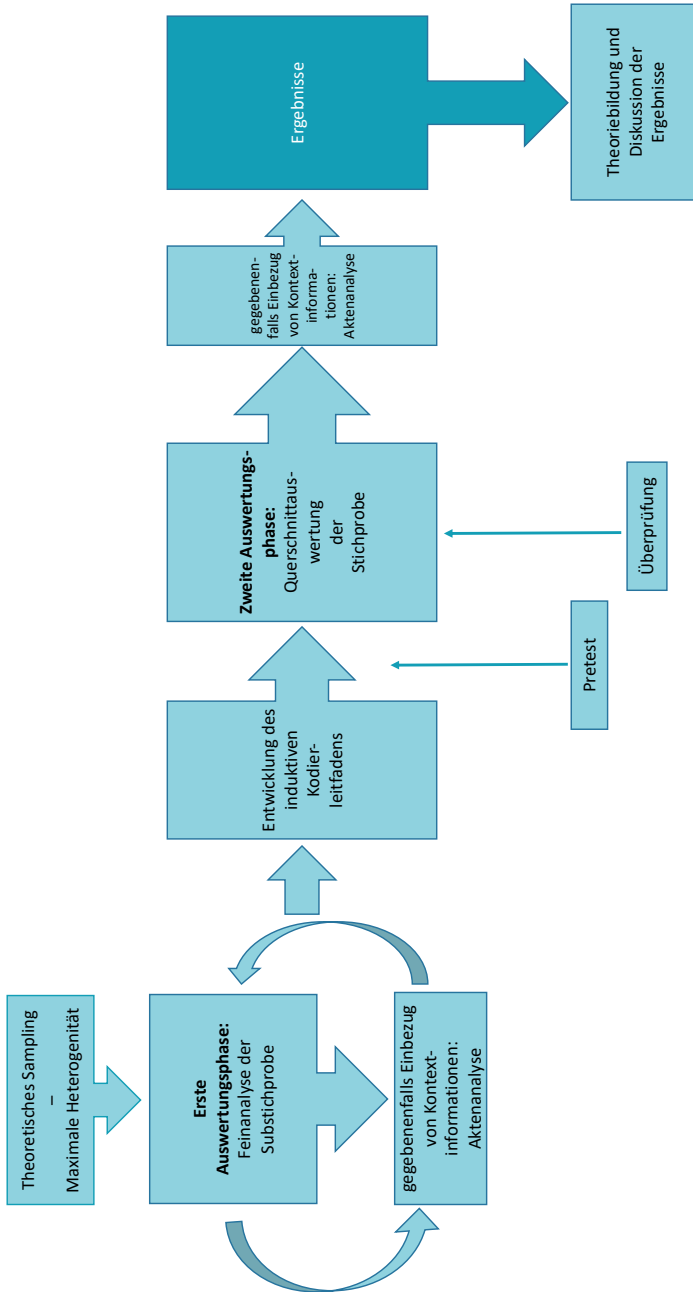 Theoretisches Sampling
–
Maximale Heterogenität
Erste
Auswertungsphase:
Feinanalyse der
Substichprobe
gegebenenfalls Einbezug
von Kontext-
informationen:
Aktenanalyse
Entwicklung des
induktiven
Kodier-
leitfadens
Pretest
Zweite Auswertungs-
phase:
Querschnittaus-
wertung
der
Stichprobe
Überprüfung
gegebenen-
falls Einbezug
von Kontext-
informa-
tionen:
Aktenanalyse
Ergebnisse
Theoriebildung und
Diskussion der
Ergebnisse